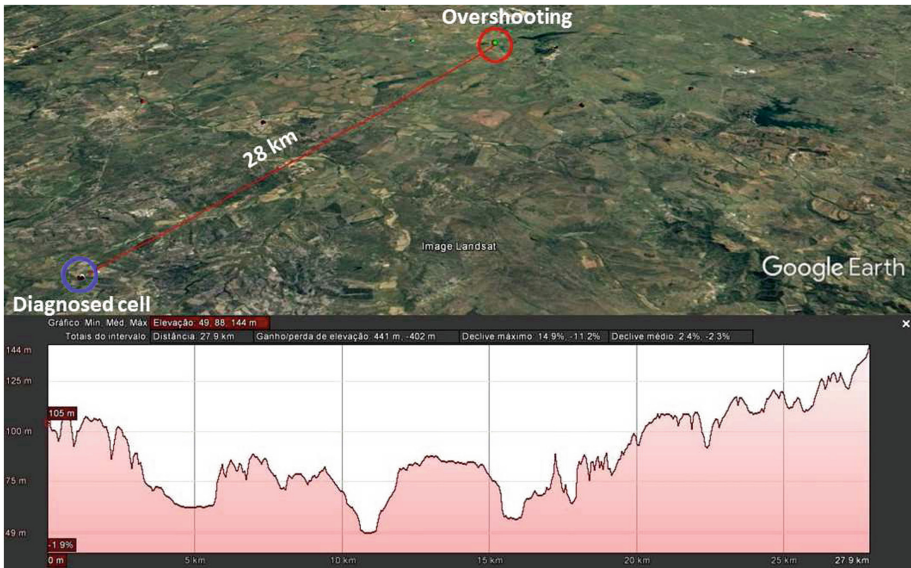 Overshooting
28 km
Image Landsat
Google Earth
Diagnosed cell
Gráfico: Min, Méd, Máx Elevação: 49, 88, 144 m
Totais do intervalo: Distância: 27.9 km Ganho/perda de elevação: 441 m, -402 m Declive máximo: 14.9%, -11.2% Declive médio: 2.4%, -2.3%
144 m
125 m
105 m
100 m
75 m
49 m
-1.9%
0 m 5 km 10 km 15 km 20 km 25 km 27.9 km